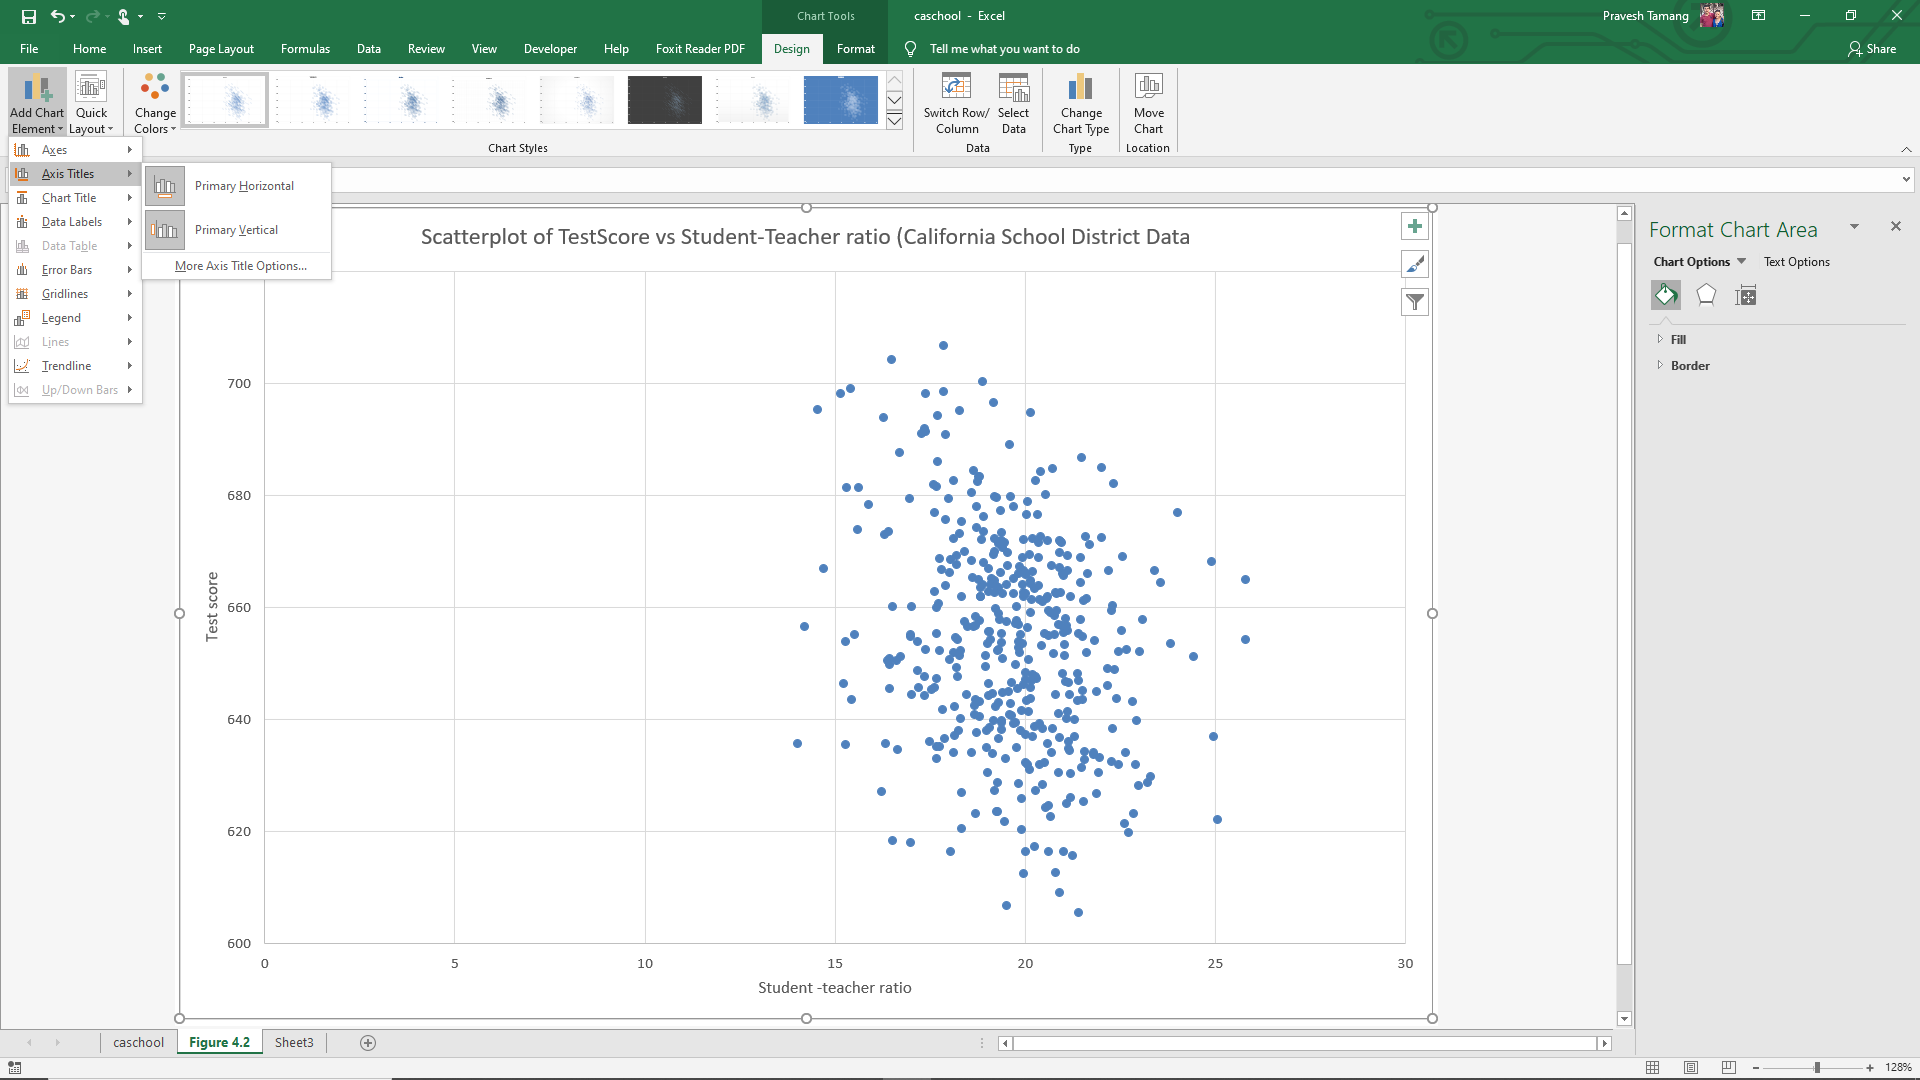 Chart Tools
caschool - Excel
Pravesh Tamang
File Home Insert Page Layout Formulas Data Review View Developer Help Foxit Reader PDF Design Format Tell me what you want to do Share
Add Chart Element
Quick Layout
Change Colors
Chart Styles
Switch Row/ Column
Select Data
Data
Change Chart Type
Type
Move Chart
Location
Axes
Axis Titles
Chart Title
Data Labels
Data Table
Error Bars
Gridlines
Legend
Lines
Trendline
Up/Down Bars
Primary Horizontal
Primary Vertical
More Axis Title Options...
Scatterplot of TestScore vs Student-Teacher ratio (California School District Data
700
680
660
640
620
600
Test score
0 5 10 15 20 25 30
Student -teacher ratio
Format Chart Area
Chart Options Text Options
Fill
Border
caschool Figure 4.2 Sheet3
128%